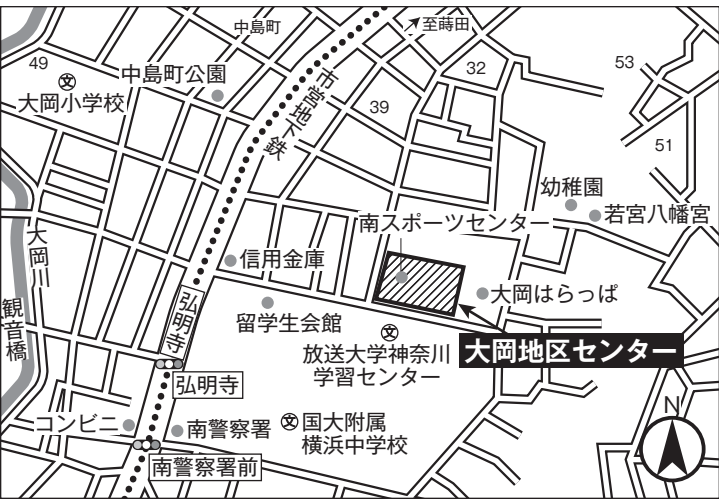 中島町
至蒔田
49
大岡小学校
中島町公園
市営地下鉄
32
53
39
51
幼稚園
若宮八幡宮
南スポーツセンター
大岡川
観音橋
信用金庫
弘明寺
留学生会館
大岡はらっぱ
放送大学神奈川
学習センター
大岡地区センター
弘明寺
コンビニ
南警察署
国大附属
横浜中学校
南警察署前
文
文
文
N